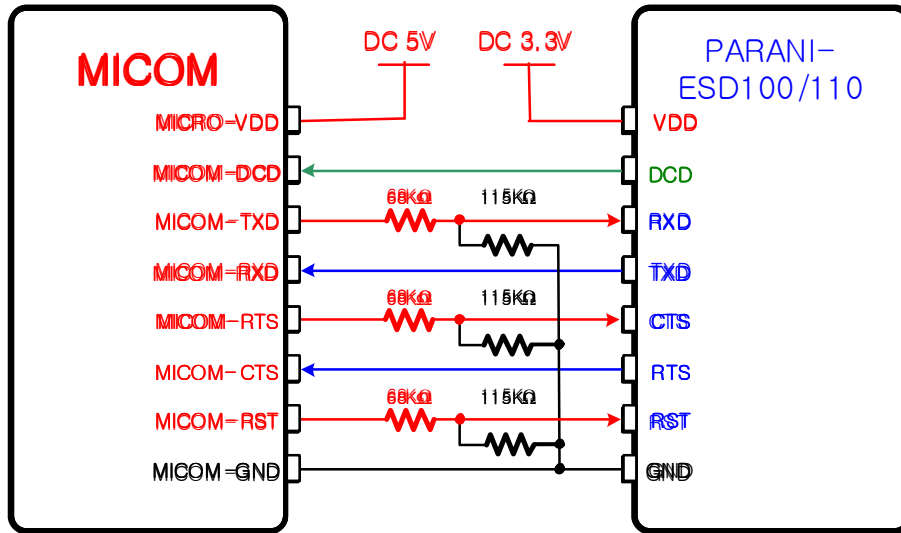 DC 5V
DC 3.3V
MICOM
PARANI-
ESD100/110
MICRO-VDD
VDD
MICOM-DCD
DCD
68KΩ
115KΩ
MICOM-TXD
RXD
MICOM-RXD
TXD
68KΩ
115KΩ
MICOM-RTS
CTS
MICOM-CTS
RTS
68KΩ
115KΩ
MICOM-RST
RST
MICOM-GND
GND